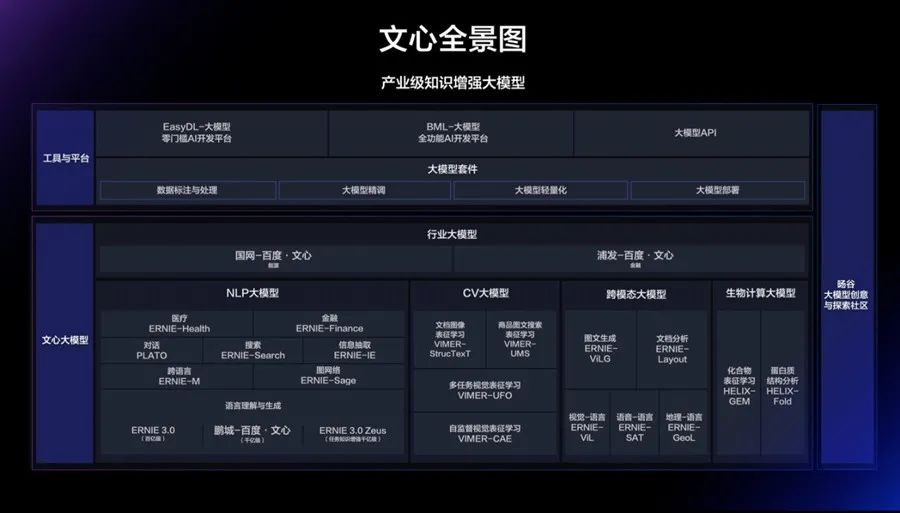 文心全景图
产业级知识增强大模型
工具与平台
EasyDL-大模型
零门槛AI开发平台
BML-大模型
全功能AI开发平台
大模型API
大模型套件
数据标注与处理
大模型精调
大模型轻量化
大模型部署
文心大模型
行业大模型
国网-百度·文心
能源
浦发-百度·文心
金融
NLP大模型
医疗
ERNIE-Health
金融
ERNIE-Finance
对话
PLATO
搜索
ERNIE-Search
信息抽取
ERNIE-IE
跨语言
ERNIE-M
图网络
ERNIE-Sage
语言理解与生成
ERNIE 3.0
(百亿级)
鹏城-百度·文心
(千亿级)
ERNIE 3.0 Zeus
(任务知识增强千亿级)
CV大模型
文档图像
表征学习
VIMER-
StrucTexT
商品图文搜索
表征学习
VIMER-
UMS
多任务视觉表征学习
VIMER-UFO
自监督视觉表征学习
VIMER-CAE
跨模态大模型
图文生成
ERNIE-
ViLG
文档分析
ERNIE-
Layout
视觉-语言
ERNIE-
ViL
语音-语言
ERNIE-
SAT
地理-语言
ERNIE-
GeoL
生物计算大模型
化合物
表征学习
HELIX-
GEM
蛋白质
结构分析
HELIX-
Fold
旸谷
大模型创意
与探索社区